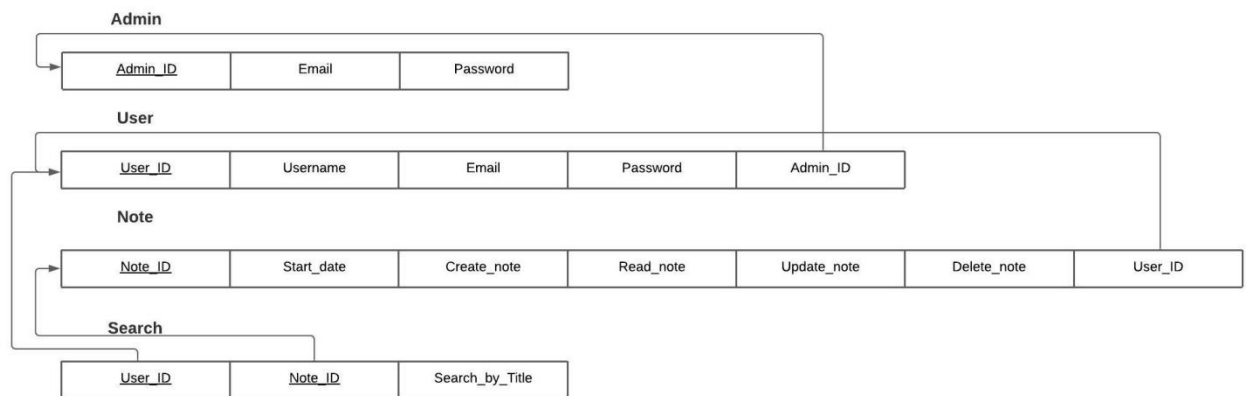 Admin
Admin_ID Email Password
User
User_ID Username Email Password Admin_ID
Note
Note_ID Start_date Create_note Read_note Update_note Delete_note User_ID
Search
User_ID Note_ID Search_by_Title